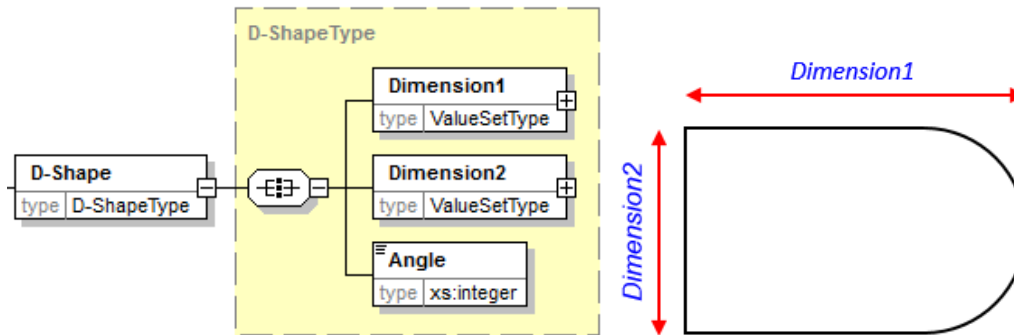 D-ShapeType
Dimension1
type ValueSetType
D-Shape
type D-ShapeType
Dimension2
type ValueSetType
Angle
type xs:integer
Dimension1
Dimension2